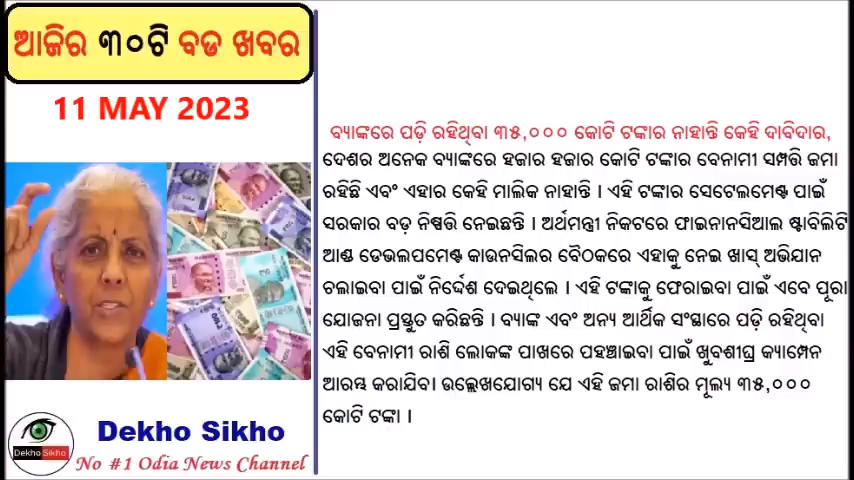 ଆଜିର ୩୦ଟି ବଡ ଖବର
11 MAY 2023
ବ୍ୟାଙ୍କରେ ପଡ଼ି ରହିଥିବା ୩୫,୦୦୦ କୋଟି ଟଙ୍କାର ନାହାନ୍ତି କେହି ଦାବିଦାର,
ଦେଶର ଅନେକ ବ୍ୟାଙ୍କରେ ହଜାର ହଜାର କୋଟି ଟଙ୍କାର ବେନାମୀ ସମ୍ପତ୍ତି ଜମା
ରହିଛି ଏବଂ ଏହାର କେହି ମାଲିକ ନାହାନ୍ତି । ଏହି ଟଙ୍କାର ସେଟେଲମେଣ୍ଟ ପାଇଁ
ସରକାର ବଡ଼ ନିଷ୍ପତ୍ତି ନେଇଛନ୍ତି । ଅର୍ଥମନ୍ତ୍ରୀ ନିକଟରେ ଫାଇନାନସିଆଲ ଷ୍ଟାବିଲିଟି
ଆଣ୍ଡ ଡେଭଲପମେଣ୍ଟ କାଉନସିଲର ବୈଠକରେ ଏହାକୁ ନେଇ ଖାସ୍ ଅଭିଯାନ
ଚଲାଇବା ପାଇଁ ନିର୍ଦ୍ଦେଶ ଦେଇଥିଲେ । ଏହି ଟଙ୍କାକୁ ଫେରାଇବା ପାଇଁ ଏବେ ପୂରା
ଯୋଜନା ପ୍ରସ୍ତୁତ କରିଛନ୍ତି । ବ୍ୟାଙ୍କ ଏବଂ ଅନ୍ୟ ଆର୍ଥିକ ସଂସ୍ଥାରେ ପଡ଼ି ରହିଥିବା
ଏହି ବେନାମୀ ରାଶି ଲୋକଙ୍କ ପାଖରେ ପହଞ୍ଚାଇବା ପାଇଁ ଖୁବଶୀଘ୍ର କ୍ୟାମ୍ପେନ
ଆରମ୍ଭ କରାଯିବ। ଉଲ୍ଲେଖଯୋଗ୍ୟ ଯେ ଏହି ଜମା ରାଶିର ମୂଲ୍ୟ ୩୫,୦୦୦
କୋଟି ଟଙ୍କା ।
Dekho Sikho
Dekho Sikho
No #1 Odia News Channel